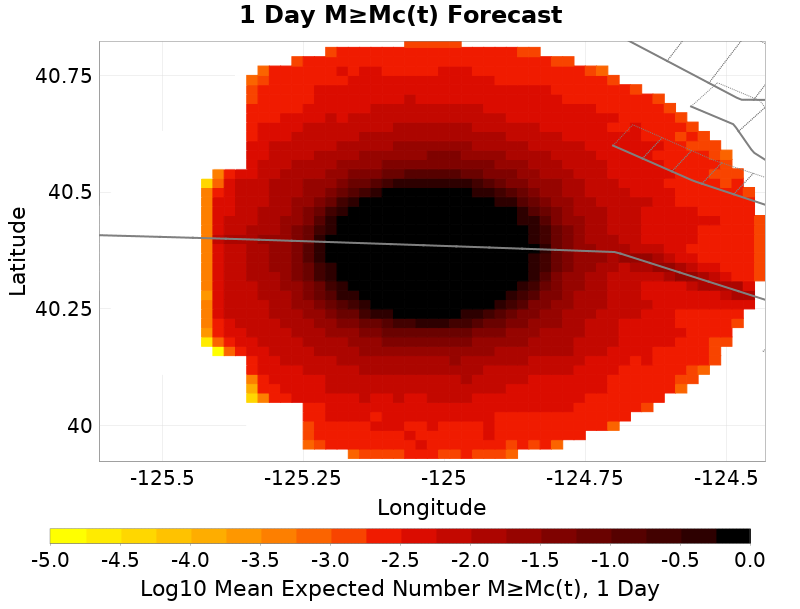 1 Day M≥Mc(t) Forecast
40.75
40.5
40.25
40
Latitude
-125.5 -125.25 -125 -124.75 -124.5
Longitude
-5.0 -4.5 -4.0 -3.5 -3.0 -2.5 -2.0 -1.5 -1.0 -0.5 0.0
Log10 Mean Expected Number M≥Mc(t), 1 Day